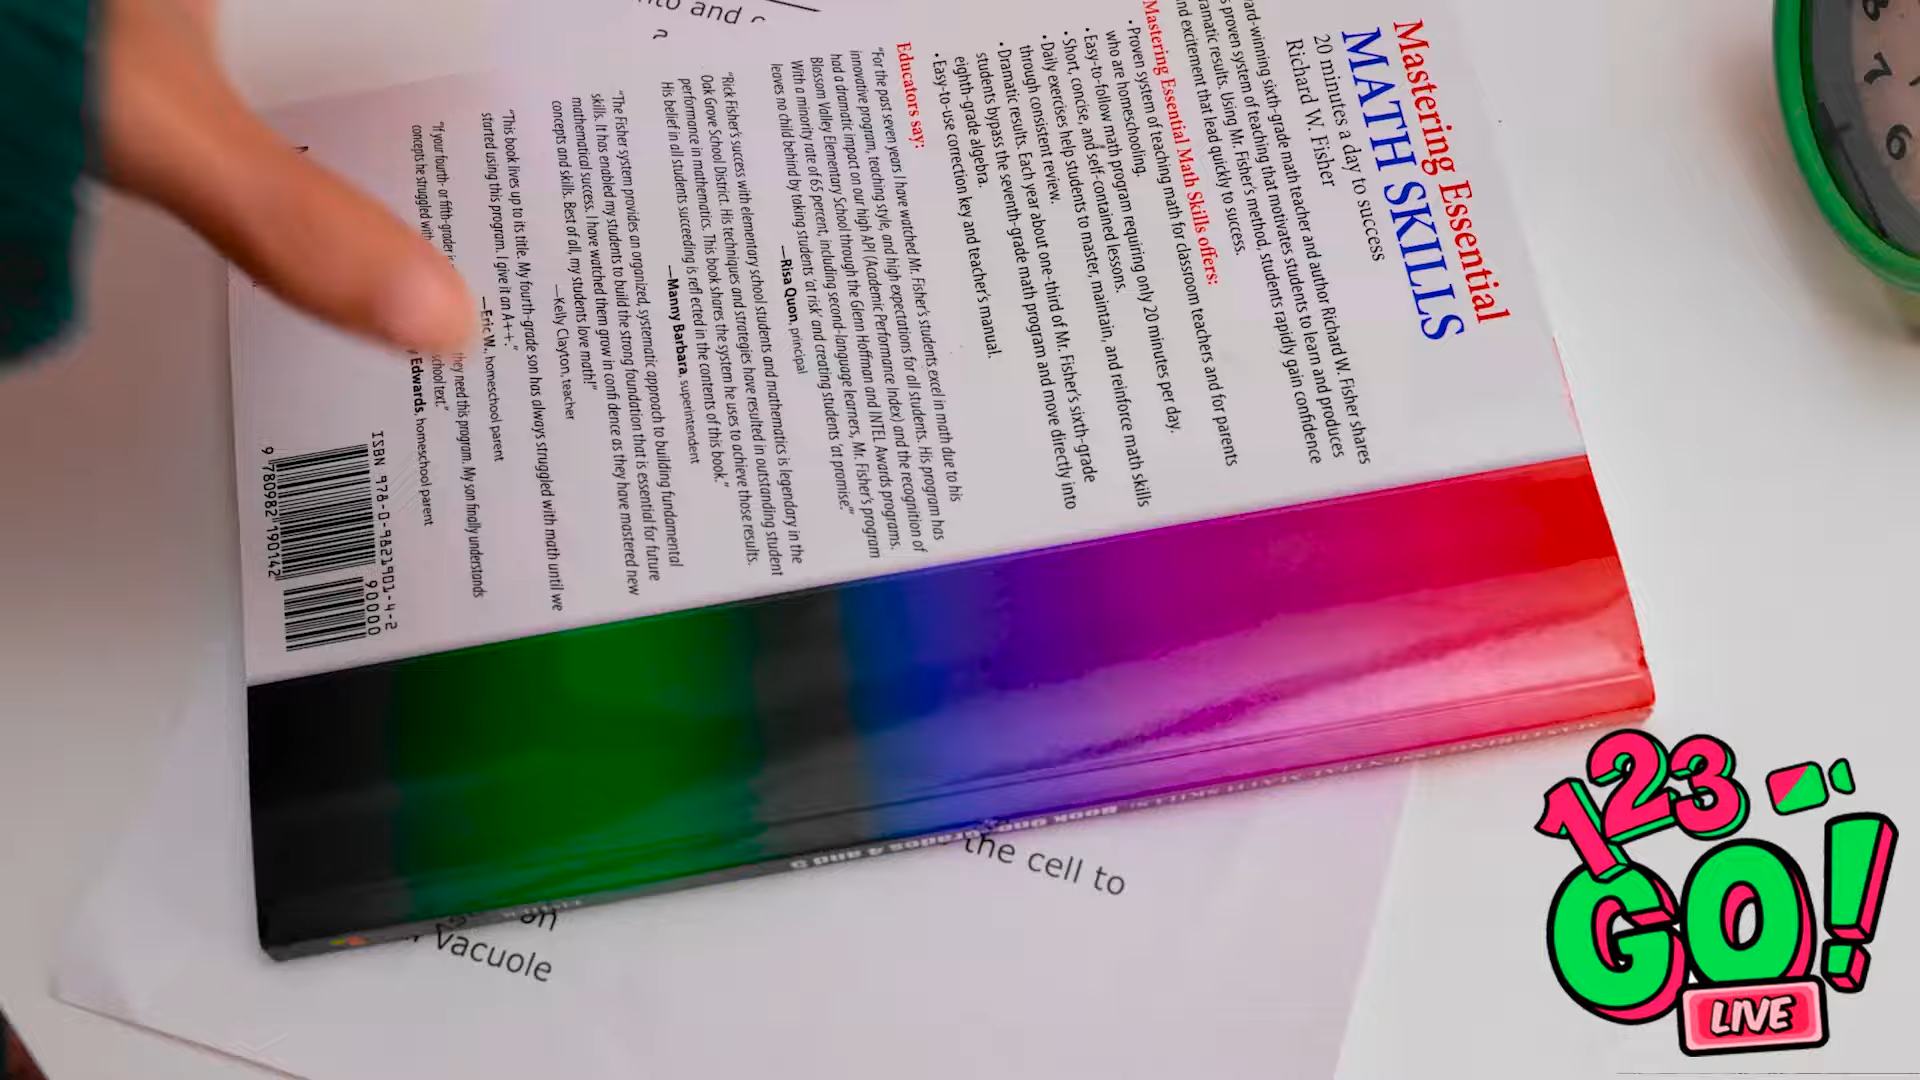 Mastering Essential
MATH SKILLS
20 minutes a day to success
Richard W. Fisher
ard-winning sixth-grade math teacher and author Richard W. Fisher shares
s proven system of teaching that motivates students to learn and produces
ramatic results. Using Mr. Fisher's method, students rapidly gain confidence
nd excitement that lead quickly to success.
Mastering Essential Math Skills offers:
• Proven system of teaching math for classroom teachers and for parents
who are homeschooling.
• Easy-to-follow math program requiring only 20 minutes per day.
• Short, concise, and self-contained lessons.
• Daily exercises help students to master, maintain, and reinforce math skills
through consistent review.
• Dramatic results. Each year about one-third of Mr. Fisher's sixth-grade
students bypass the seventh-grade math program and move directly into
eighth-grade algebra.
• Easy-to-use correction key and teacher's manual.
Educators say:
"For the past seven years I have watched Mr. Fisher's students excel in math due to his
innovative program, teaching style, and high expectations for all students. His program has
had a dramatic impact on our high API (Academic Performance Index) and the recognition of
Blossom Valley Elementary School through the Glenn Hoffman and INTEL Awards programs.
With a minority rate of 65 percent, including second-language learners, Mr. Fisher's program
leaves no child behind by taking students 'at risk' and creating students 'at promise.'"
—Risa Quon, principal
"Rick Fisher's success with elementary school students and mathematics is legendary in the
Oak Grove School District. His techniques and strategies have resulted in outstanding student
performance in mathematics. This book shares the system he uses to achieve those results.
His belief in all students succeeding is refl ected in the contents of this book."
—Manny Barbara, superintendent
"The Fisher system provides an organized, systematic approach to building fundamental
skills. It has enabled my students to build the strong foundation that is essential for future
mathematical success. I have watched them grow in confi dence as they have mastered new
concepts and skills. Best of all, my students love math!"
—Kelly Clayton, teacher
"This book lives up to its title. My fourth-grade son has always struggled with math until we
started using this program. I give it an A++."
—Eric W., homeschool parent
"If your fourth- or fifth-grader is they need this program. My son finally understands
concepts he struggled with school text."
Edwards, homeschool parent
ISBN 978-0-9821901-4-2
90000
9 780982 190142
BOOK ONE Grades 4 and 5
and
?
the cell to
vacuole
8
7
6
123
GO!
LIVE